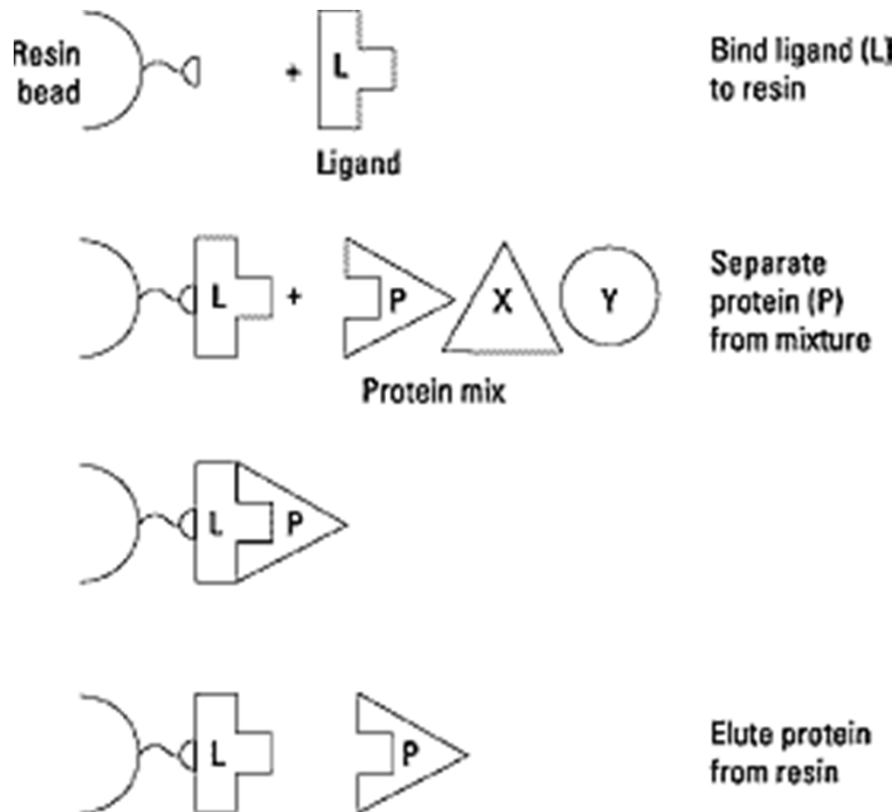 Resin
bead
+
L
Ligand
Bind ligand (L)
to resin
L
+
P
X
Y
Protein mix
Separate
protein (P)
from mixture
L
P
L
P
Elute protein
from resin